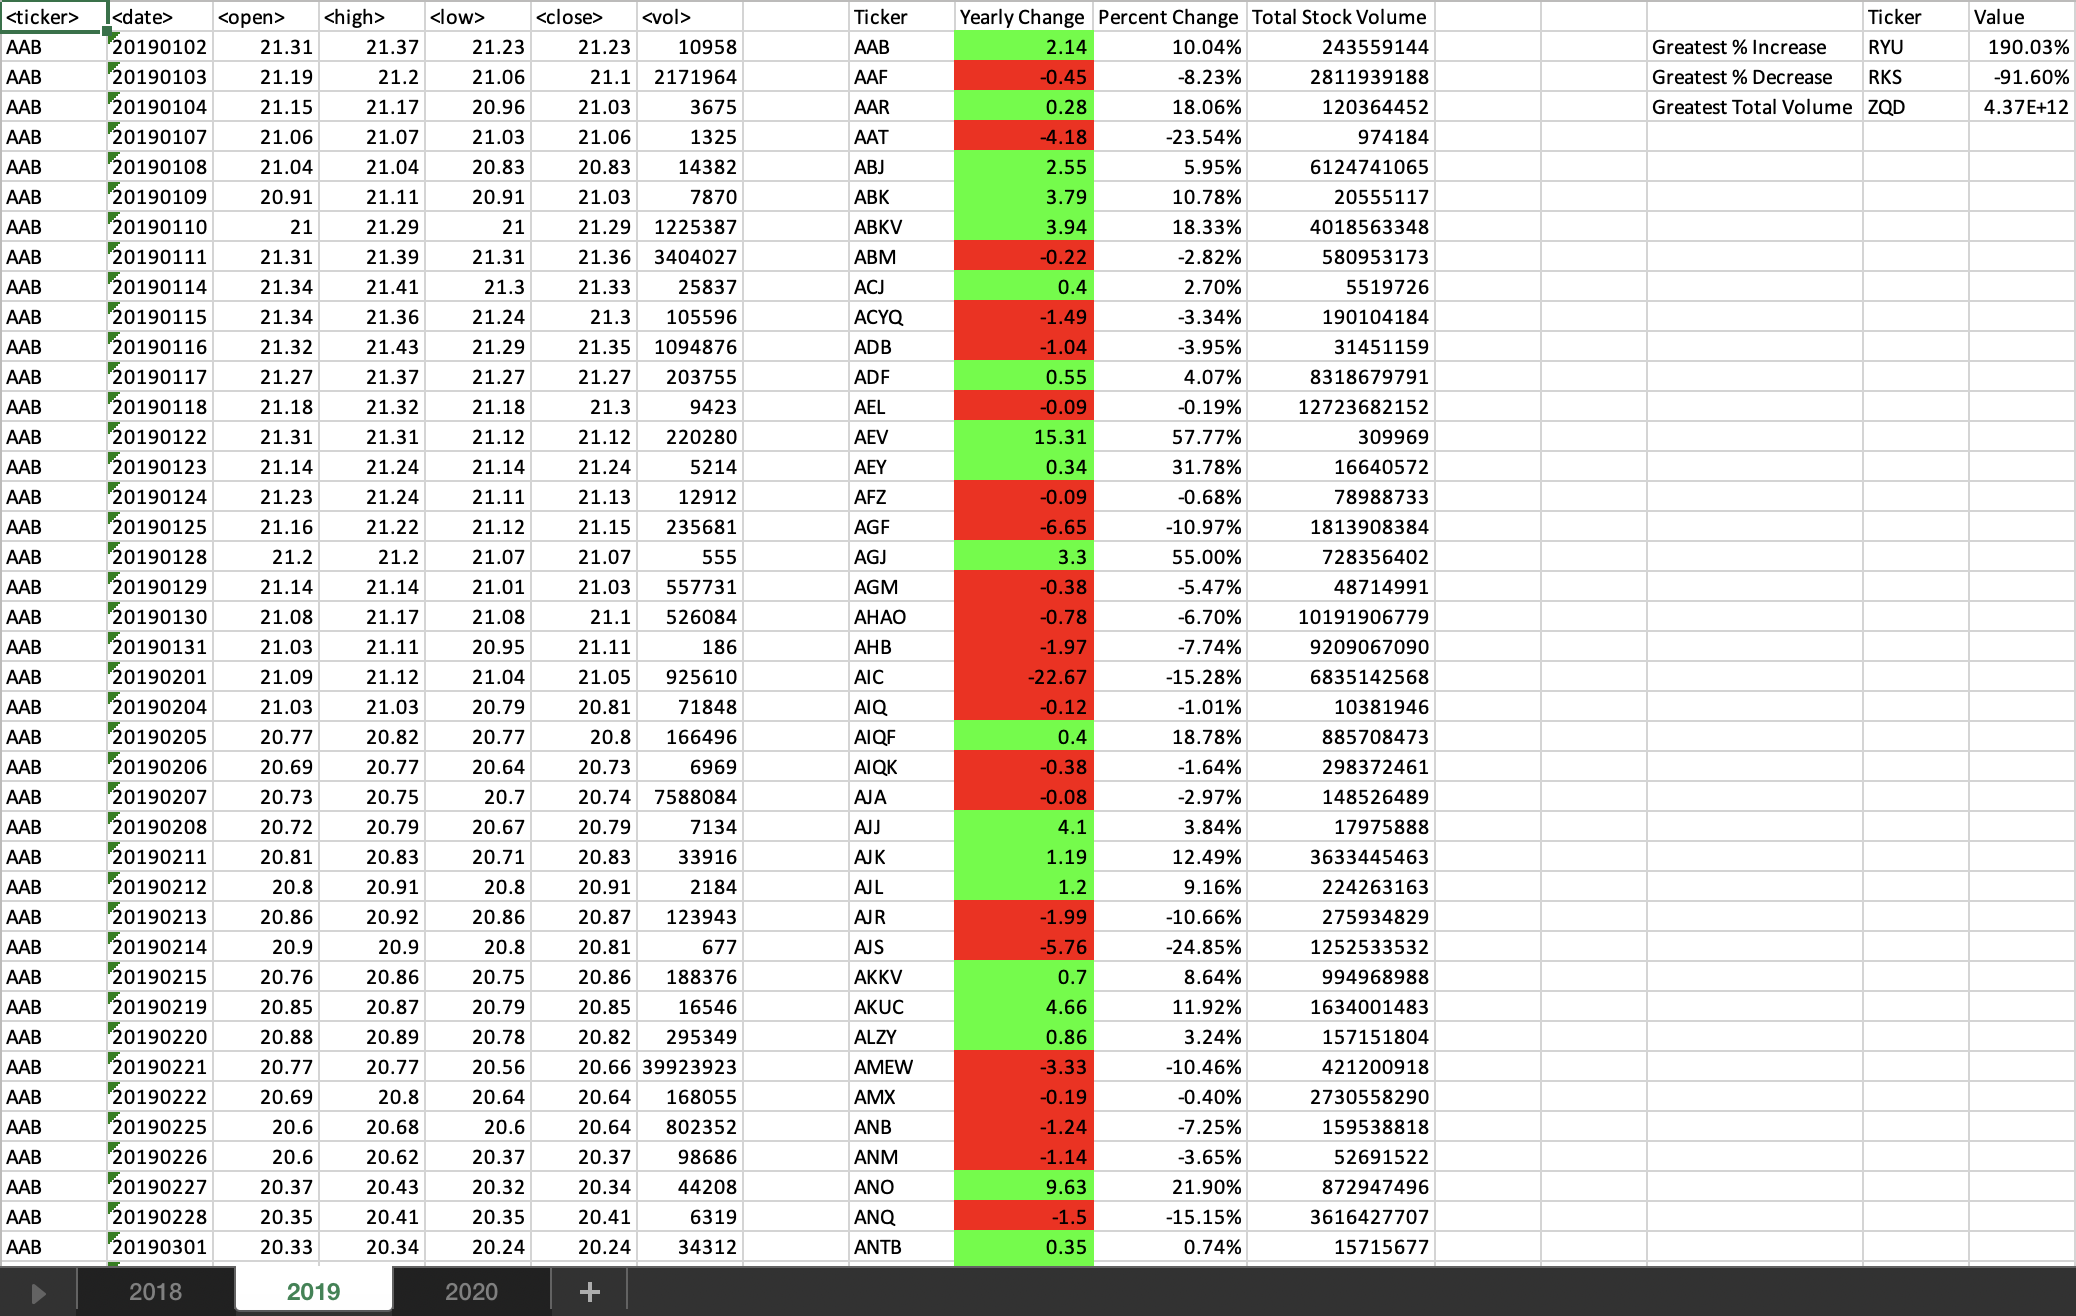 <ticker> <date> <open> <high> <low> <close> <vol> Ticker Yearly Change Percent Change Total Stock Volume Ticker Value
AAB 20190102 21.31 21.37 21.23 21.23 10958 AAB 2.14 10.04% 243559144 Greatest % Increase RYU 190.03%
AAB 20190103 21.19 21.2 21.06 21.1 2171964 AAF -0.45 -8.23% 2811939188 Greatest % Decrease RKS -91.60%
AAB 20190104 21.15 21.17 20.96 21.03 3675 AAR 0.28 18.06% 120364452 Greatest Total Volume ZQD 4.37E+12
AAB 20190107 21.06 21.07 21.03 21.06 1325 AAT -4.18 -23.54% 974184
AAB 20190108 21.04 21.04 20.83 20.83 14382 ABJ 2.55 5.95% 6124741065
AAB 20190109 20.91 21.11 20.91 21.03 7870 ABK 3.79 10.78% 20555117
AAB 20190110 21 21.29 21 21.29 1225387 ABKV 3.94 18.33% 4018563348
AAB 20190111 21.31 21.39 21.31 21.36 3404027 ABM -0.22 -2.82% 580953173
AAB 20190114 21.34 21.41 21.3 21.33 25837 ACJ 0.4 2.70% 5519726
AAB 20190115 21.34 21.36 21.24 21.3 105596 ACYQ -1.49 -3.34% 190104184
AAB 20190116 21.32 21.43 21.29 21.35 1094876 ADB -1.04 -3.95% 31451159
AAB 20190117 21.27 21.37 21.27 21.27 203755 ADF 0.55 4.07% 8318679791
AAB 20190118 21.18 21.32 21.18 21.3 9423 AEL -0.09 -0.19% 12723682152
AAB 20190122 21.31 21.31 21.12 21.12 220280 AEV 15.31 57.77% 309969
AAB 20190123 21.14 21.24 21.14 21.24 5214 AEY 0.34 31.78% 16640572
AAB 20190124 21.23 21.24 21.11 21.13 12912 AFZ -0.09 -0.68% 78988733
AAB 20190125 21.16 21.22 21.12 21.15 235681 AGF -6.65 -10.97% 1813908384
AAB 20190128 21.2 21.2 21.07 21.07 555 AGJ 3.3 55.00% 728356402
AAB 20190129 21.14 21.14 21.01 21.03 557731 AGM -0.38 -5.47% 48714991
AAB 20190130 21.08 21.17 21.08 21.1 526084 AHAO -0.78 -6.70% 10191906779
AAB 20190131 21.03 21.11 20.95 21.11 186 AHB -1.97 -7.74% 9209067090
AAB 20190201 21.09 21.12 21.04 21.05 925610 AIC -22.67 -15.28% 6835142568
AAB 20190204 21.03 21.03 20.79 20.81 71848 AIQ -0.12 -1.01% 10381946
AAB 20190205 20.77 20.82 20.77 20.8 166496 AIQF 0.4 18.78% 885708473
AAB 20190206 20.69 20.77 20.64 20.73 6969 AIQK -0.38 -1.64% 298372461
AAB 20190207 20.73 20.75 20.7 20.74 7588084 AJA -0.08 -2.97% 148526489
AAB 20190208 20.72 20.79 20.67 20.79 7134 AJJ 4.1 3.84% 17975888
AAB 20190211 20.81 20.83 20.71 20.83 33916 AJK 1.19 12.49% 3633445463
AAB 20190212 20.8 20.91 20.8 20.91 2184 AJL 1.2 9.16% 224263163
AAB 20190213 20.86 20.92 20.86 20.87 123943 AJR -1.99 -10.66% 275934829
AAB 20190214 20.9 20.9 20.8 20.81 677 AJS -5.76 -24.85% 1252533532
AAB 20190215 20.76 20.86 20.75 20.86 188376 AKKV 0.7 8.64% 994968988
AAB 20190219 20.85 20.87 20.79 20.85 16546 AKUC 4.66 11.92% 1634001483
AAB 20190220 20.88 20.89 20.78 20.82 295349 ALZY 0.86 3.24% 157151804
AAB 20190221 20.77 20.77 20.56 20.66 39923923 AMEW -3.33 -10.46% 421200918
AAB 20190222 20.69 20.8 20.64 20.64 168055 AMX -0.19 -0.40% 2730558290
AAB 20190225 20.6 20.68 20.6 20.64 802352 ANB -1.24 -7.25% 159538818
AAB 20190226 20.6 20.62 20.37 20.37 98686 ANM -1.14 -3.65% 52691522
AAB 20190227 20.37 20.43 20.32 20.34 44208 ANO 9.63 21.90% 872947496
AAB 20190228 20.35 20.41 20.35 20.41 6319 ANQ -1.5 -15.15% 3616427707
AAB 20190301 20.33 20.34 20.24 20.24 34312 ANTB 0.35 0.74% 15715677
2018 2019 2020 +